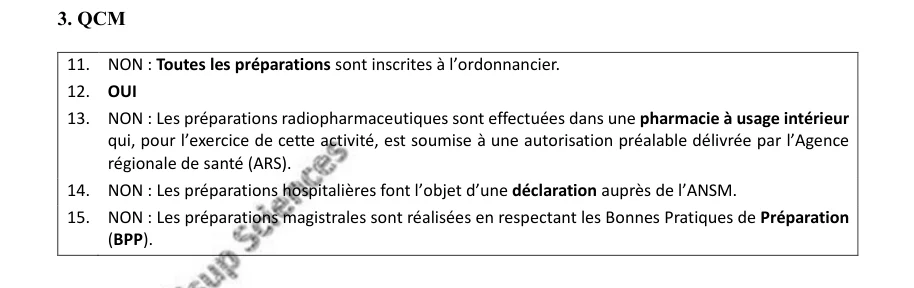 3. QCM
11. NON : Toutes les préparations sont inscrites à l’ordonnancier.
12. OUI
13. NON : Les préparations radiopharmaceutiques sont effectuées dans une pharmacie à usage intérieur
qui, pour l’exercice de cette activité, est soumise à une autorisation préalable délivrée par l’Agence
régionale de santé (ARS).
14. NON : Les préparations hospitalières font l’objet d’une déclaration auprès de l’ANSM.
15. NON : Les préparations magistrales sont réalisées en respectant les Bonnes Pratiques de Préparation
(BPP).
sup Sciences